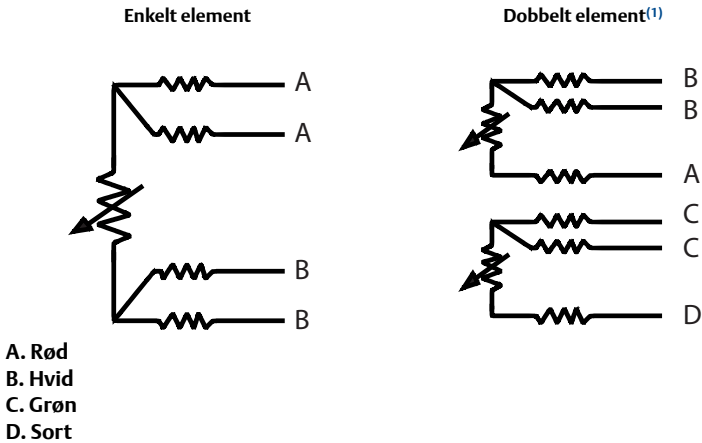 Enkelt element
A
A
B
B
Dobbelt element(1)
B
B
A
C
C
D
A. Rød
B. Hvid
C. Grøn
D. Sort